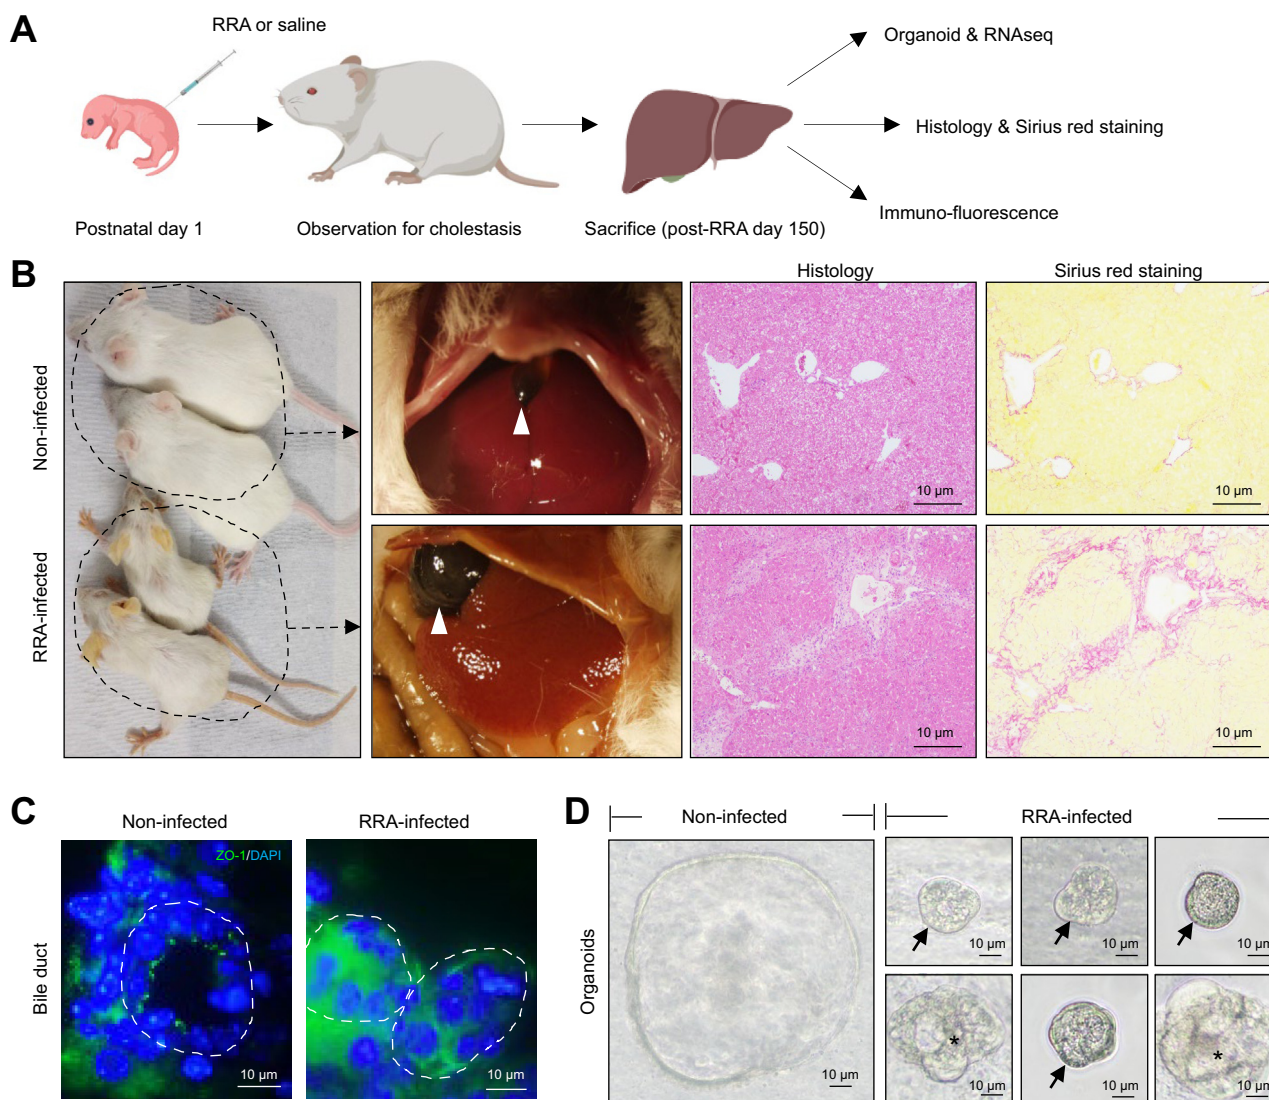 A
RRA or saline
Organoid & RNAseq
Histology & Sirius red staining
Immuno-fluorescence
Postnatal day 1
Observation for cholestasis
Sacrifice (post-RRA day 150)
B
Histology
Sirius red staining
Non-infected
10 µm
10 µm
RRA-infected
10 µm
10 µm
C
Non-infected
RRA-infected
Bile duct
ZO-1/DAPI
10 µm
10 µm
D
Non-infected
RRA-infected
Organoids
10 µm
10 µm
10 µm
10 µm
*
10 µm
10 µm
*
10 µm